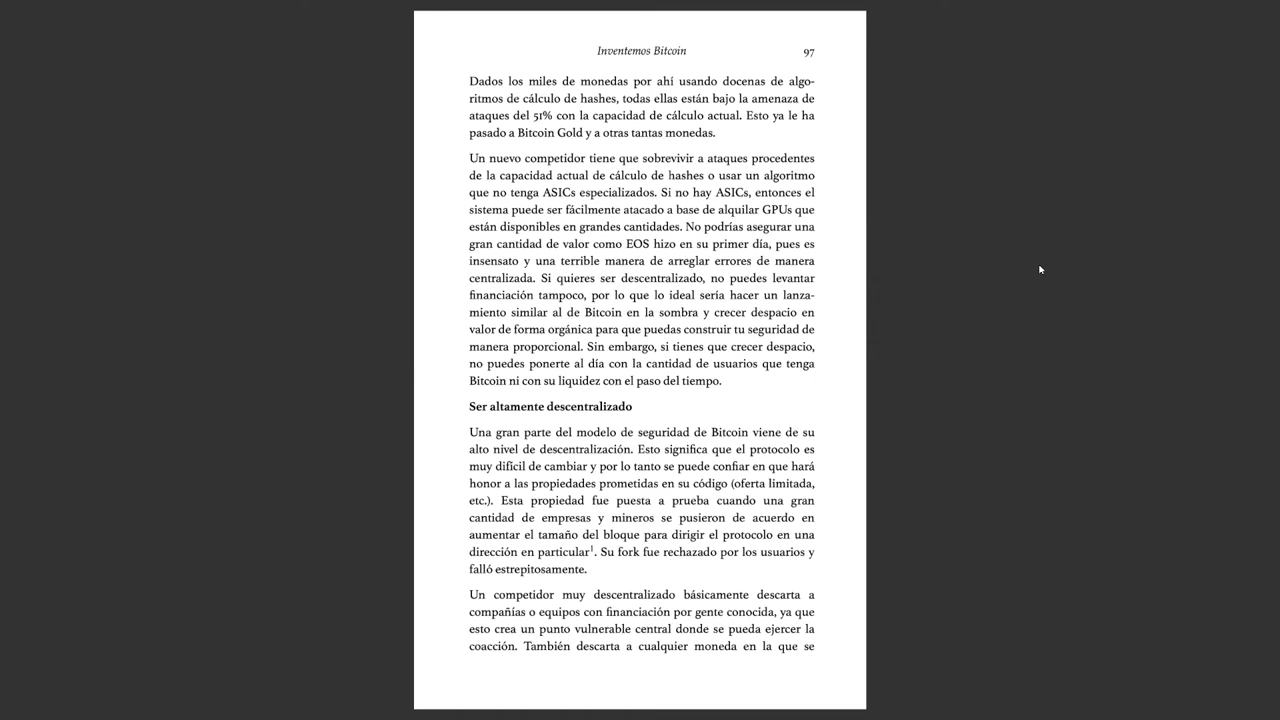 Inventemos Bitcoin 97
Dados los miles de monedas por ahí usando docenas de algo-
ritmos de cálculo de hashes, todas ellas están bajo la amenaza de
ataques del 51% con la capacidad de cálculo actual. Esto ya le ha
pasado a Bitcoin Gold y a otras tantas monedas.
Un nuevo competidor tiene que sobrevivir a ataques procedentes
de la capacidad actual de cálculo de hashes o usar un algoritmo
que no tenga ASICs especializados. Si no hay ASICs, entonces el
sistema puede ser fácilmente atacado a base de alquilar GPUs que
están disponibles en grandes cantidades. No podrías asegurar una
gran cantidad de valor como EOS hizo en su primer día, pues es
insensato y una terrible manera de arreglar errores de manera
centralizada. Si quieres ser descentralizado, no puedes levantar
financiación tampoco, por lo que lo ideal sería hacer un lanza-
miento similar al de Bitcoin en la sombra y crecer despacio en
valor de forma orgánica para que puedas construir tu seguridad de
manera proporcional. Sin embargo, si tienes que crecer despacio,
no puedes ponerte al día con la cantidad de usuarios que tenga
Bitcoin ni con su liquidez con el paso del tiempo.
Ser altamente descentralizado
Una gran parte del modelo de seguridad de Bitcoin viene de su
alto nivel de descentralización. Esto significa que el protocolo es
muy difícil de cambiar y por lo tanto se puede confiar en que hará
honor a las propiedades prometidas en su código (oferta limitada,
etc.). Esta propiedad fue puesta a prueba cuando una gran
cantidad de empresas y mineros se pusieron de acuerdo en
aumentar el tamaño del bloque para dirigir el protocolo en una
dirección en particular¹. Su fork fue rechazado por los usuarios y
falló estrepitosamente.
Un competidor muy descentralizado básicamente descarta a
compañías o equipos con financiación por gente conocida, ya que
esto crea un punto vulnerable central donde se pueda ejercer la
coacción. También descarta a cualquier moneda en la que se